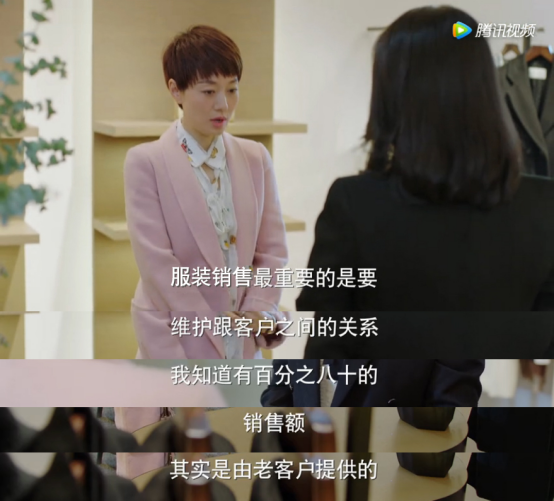 腾讯视频
服装销售最重要的是要
维护跟客户之间的关系
我知道有百分之八十的
销售额
其实是由老客户提供的